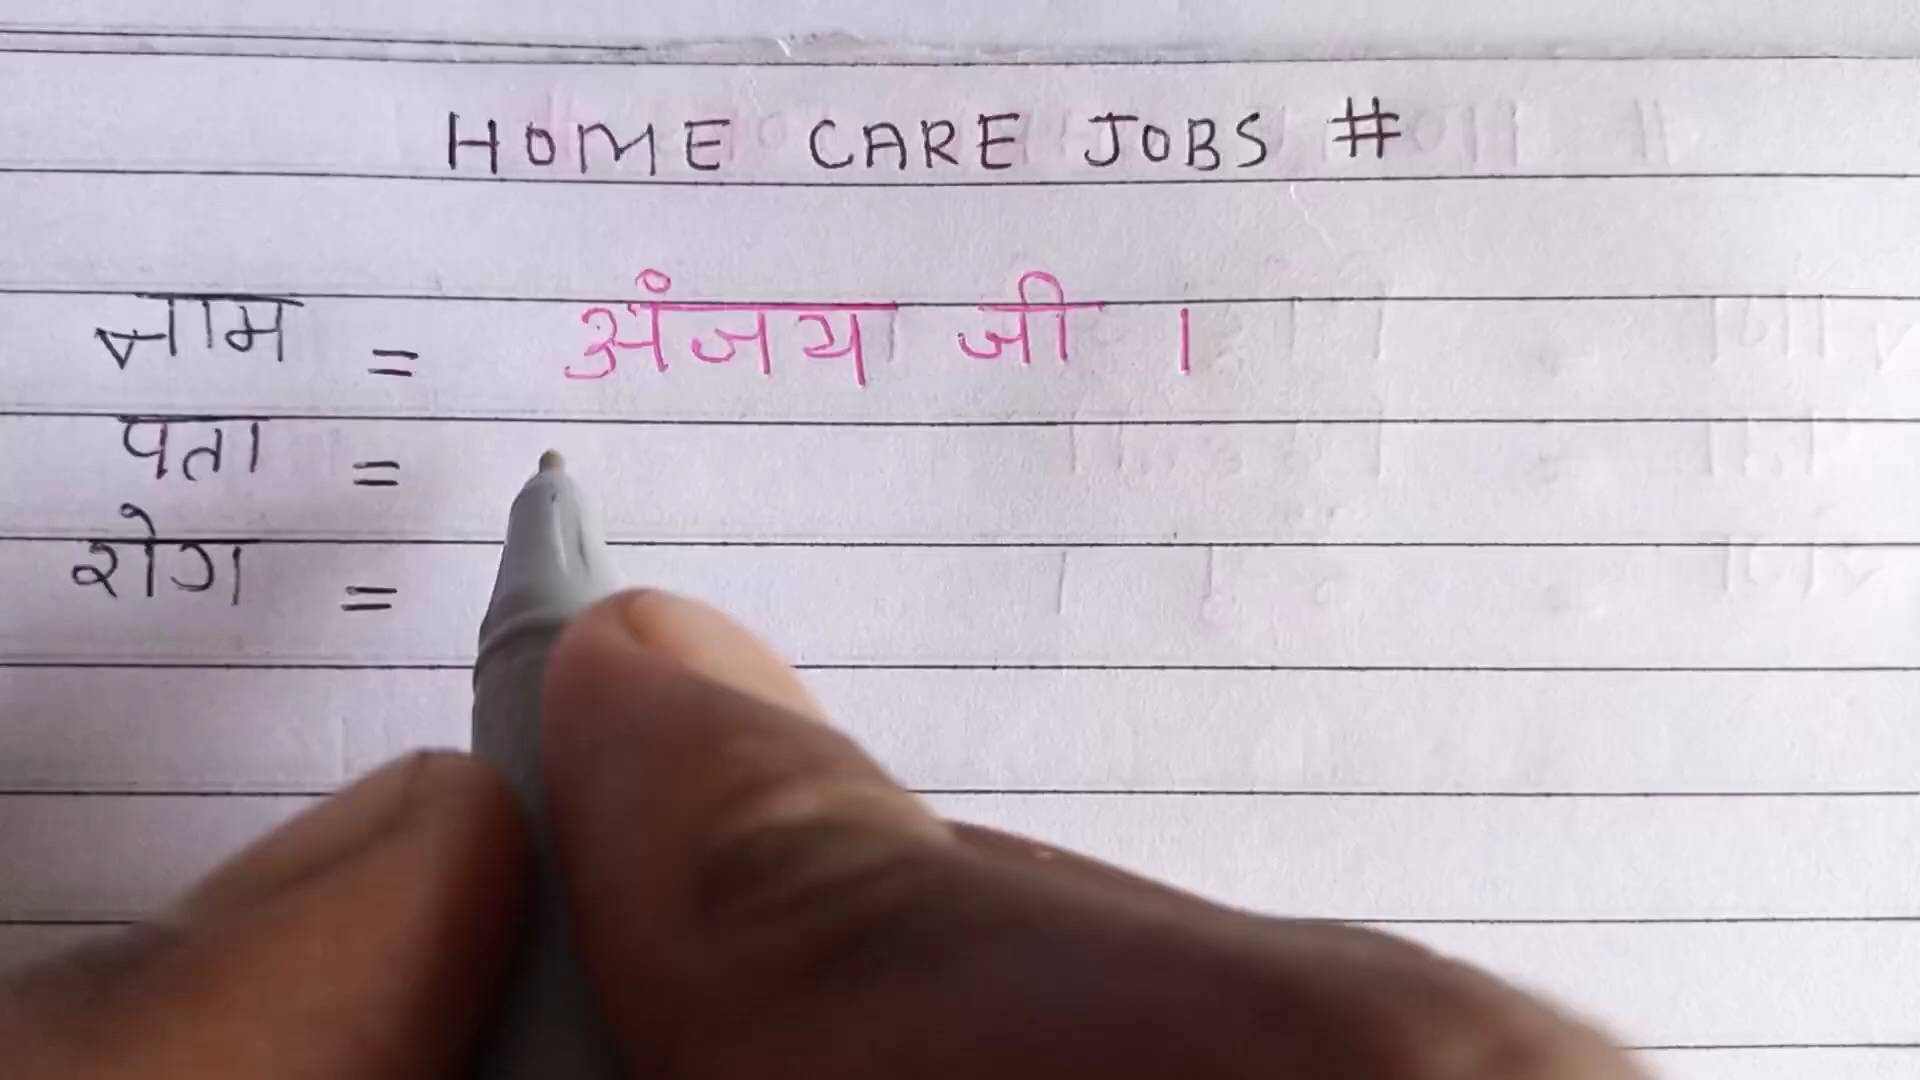 HOME CARE JOBS #
नाम = अंजय जी ।
पता =
रोग =